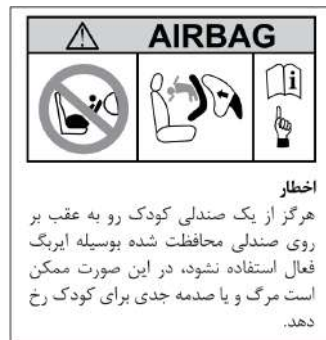 AIRBAG
i
اخطار
هرگز از یک صندلی کودک رو به عقب بر
روی صندلی محافظت شده بوسیله ایربگ
فعال استفاده نشود، در این صورت ممکن
است مرگ و یا صدمه جدی برای کودک رخ
دهد.